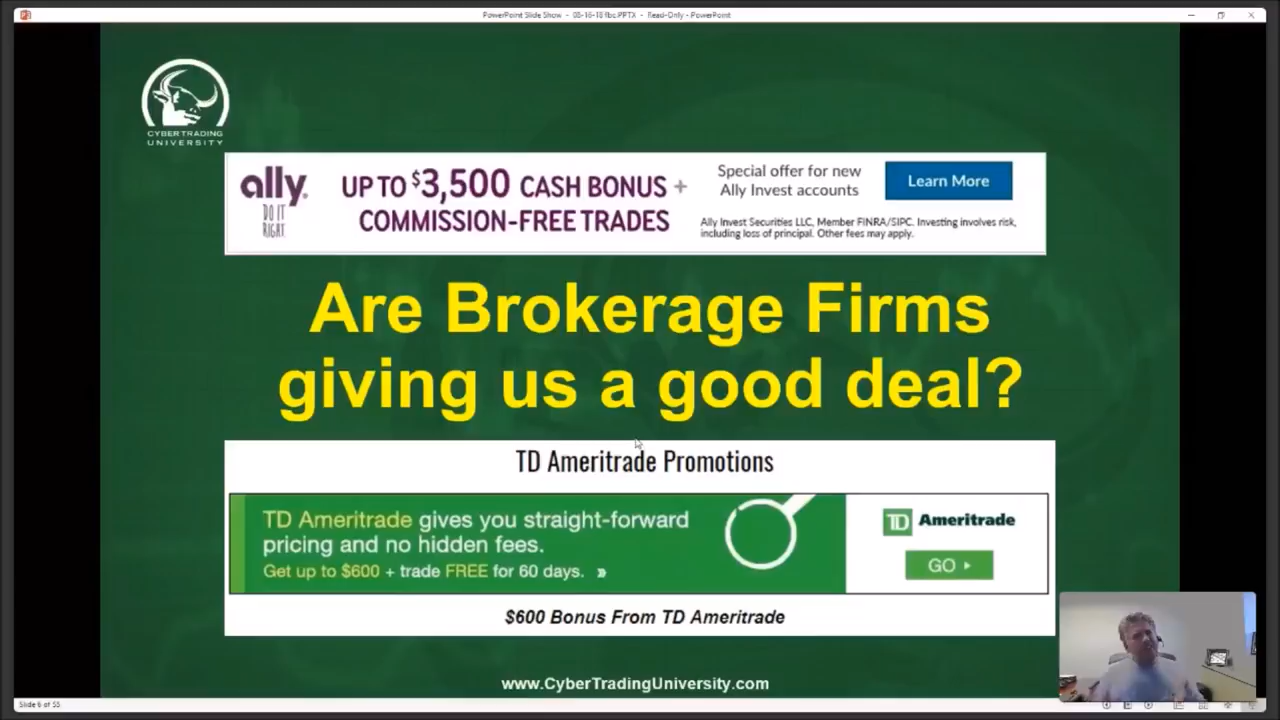 PowerPoint Slide Show - 08-16-18 fbc.PPTX - Read-Only - PowerPoint
CYBERTRADING
UNIVERSITY
ally
DO IT
RIGHT
UP TO $3,500 CASH BONUS +
COMMISSION-FREE TRADES
Special offer for new
Ally Invest accounts
Learn More
Ally Invest Securities LLC, Member FINRA/SIPC. Investing involves risk,
including loss of principal. Other fees may apply.
Are Brokerage Firms
giving us a good deal?
TD Ameritrade Promotions
TD Ameritrade gives you straight-forward
pricing and no hidden fees.
Get up to $600 + trade FREE for 60 days. »
TD Ameritrade
GO
$600 Bonus From TD Ameritrade
www.CyberTradingUniversity.com
Slide 6 of 55